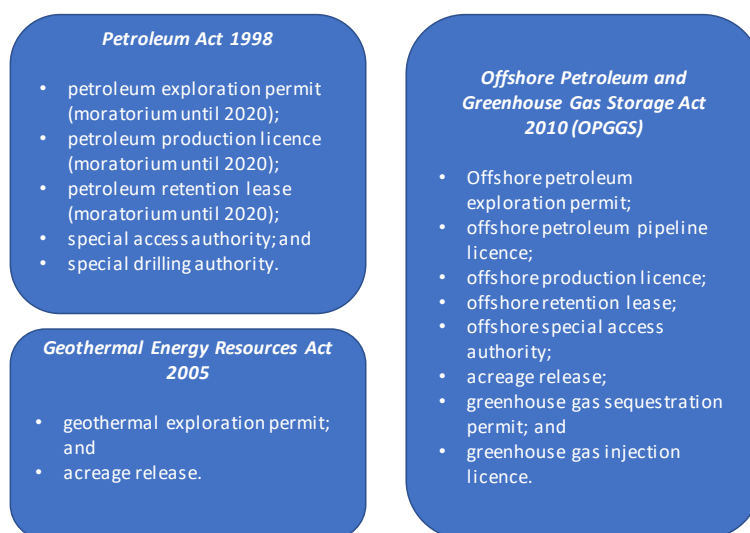 Petroleum Act 1998
• petroleum exploration permit
(moratorium until 2020);
• petroleum production licence
(moratorium until 2020);
• petroleum retention lease
(moratorium until 2020);
• special access authority; and
• special drilling authority.
Geothermal Energy Resources Act
2005
• geothermal exploration permit;
and
• acreage release.
Offshore Petroleum and
Greenhouse Gas Storage Act
2010 (OPGGS)
• Offshore petroleum
exploration permit;
• offshore petroleum pipeline
licence;
• offshore production licence;
• offshore retention lease;
• offshore special access
authority;
• acreage release;
• greenhouse gas sequestration
permit; and
• greenhouse gas injection
licence.